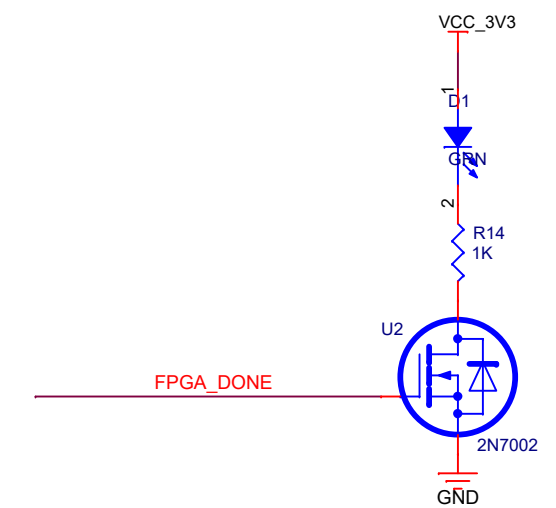 VCC_3V3
1
D1
GRN
2
R14
1K
U2
FPGA_DONE
2N7002
GND